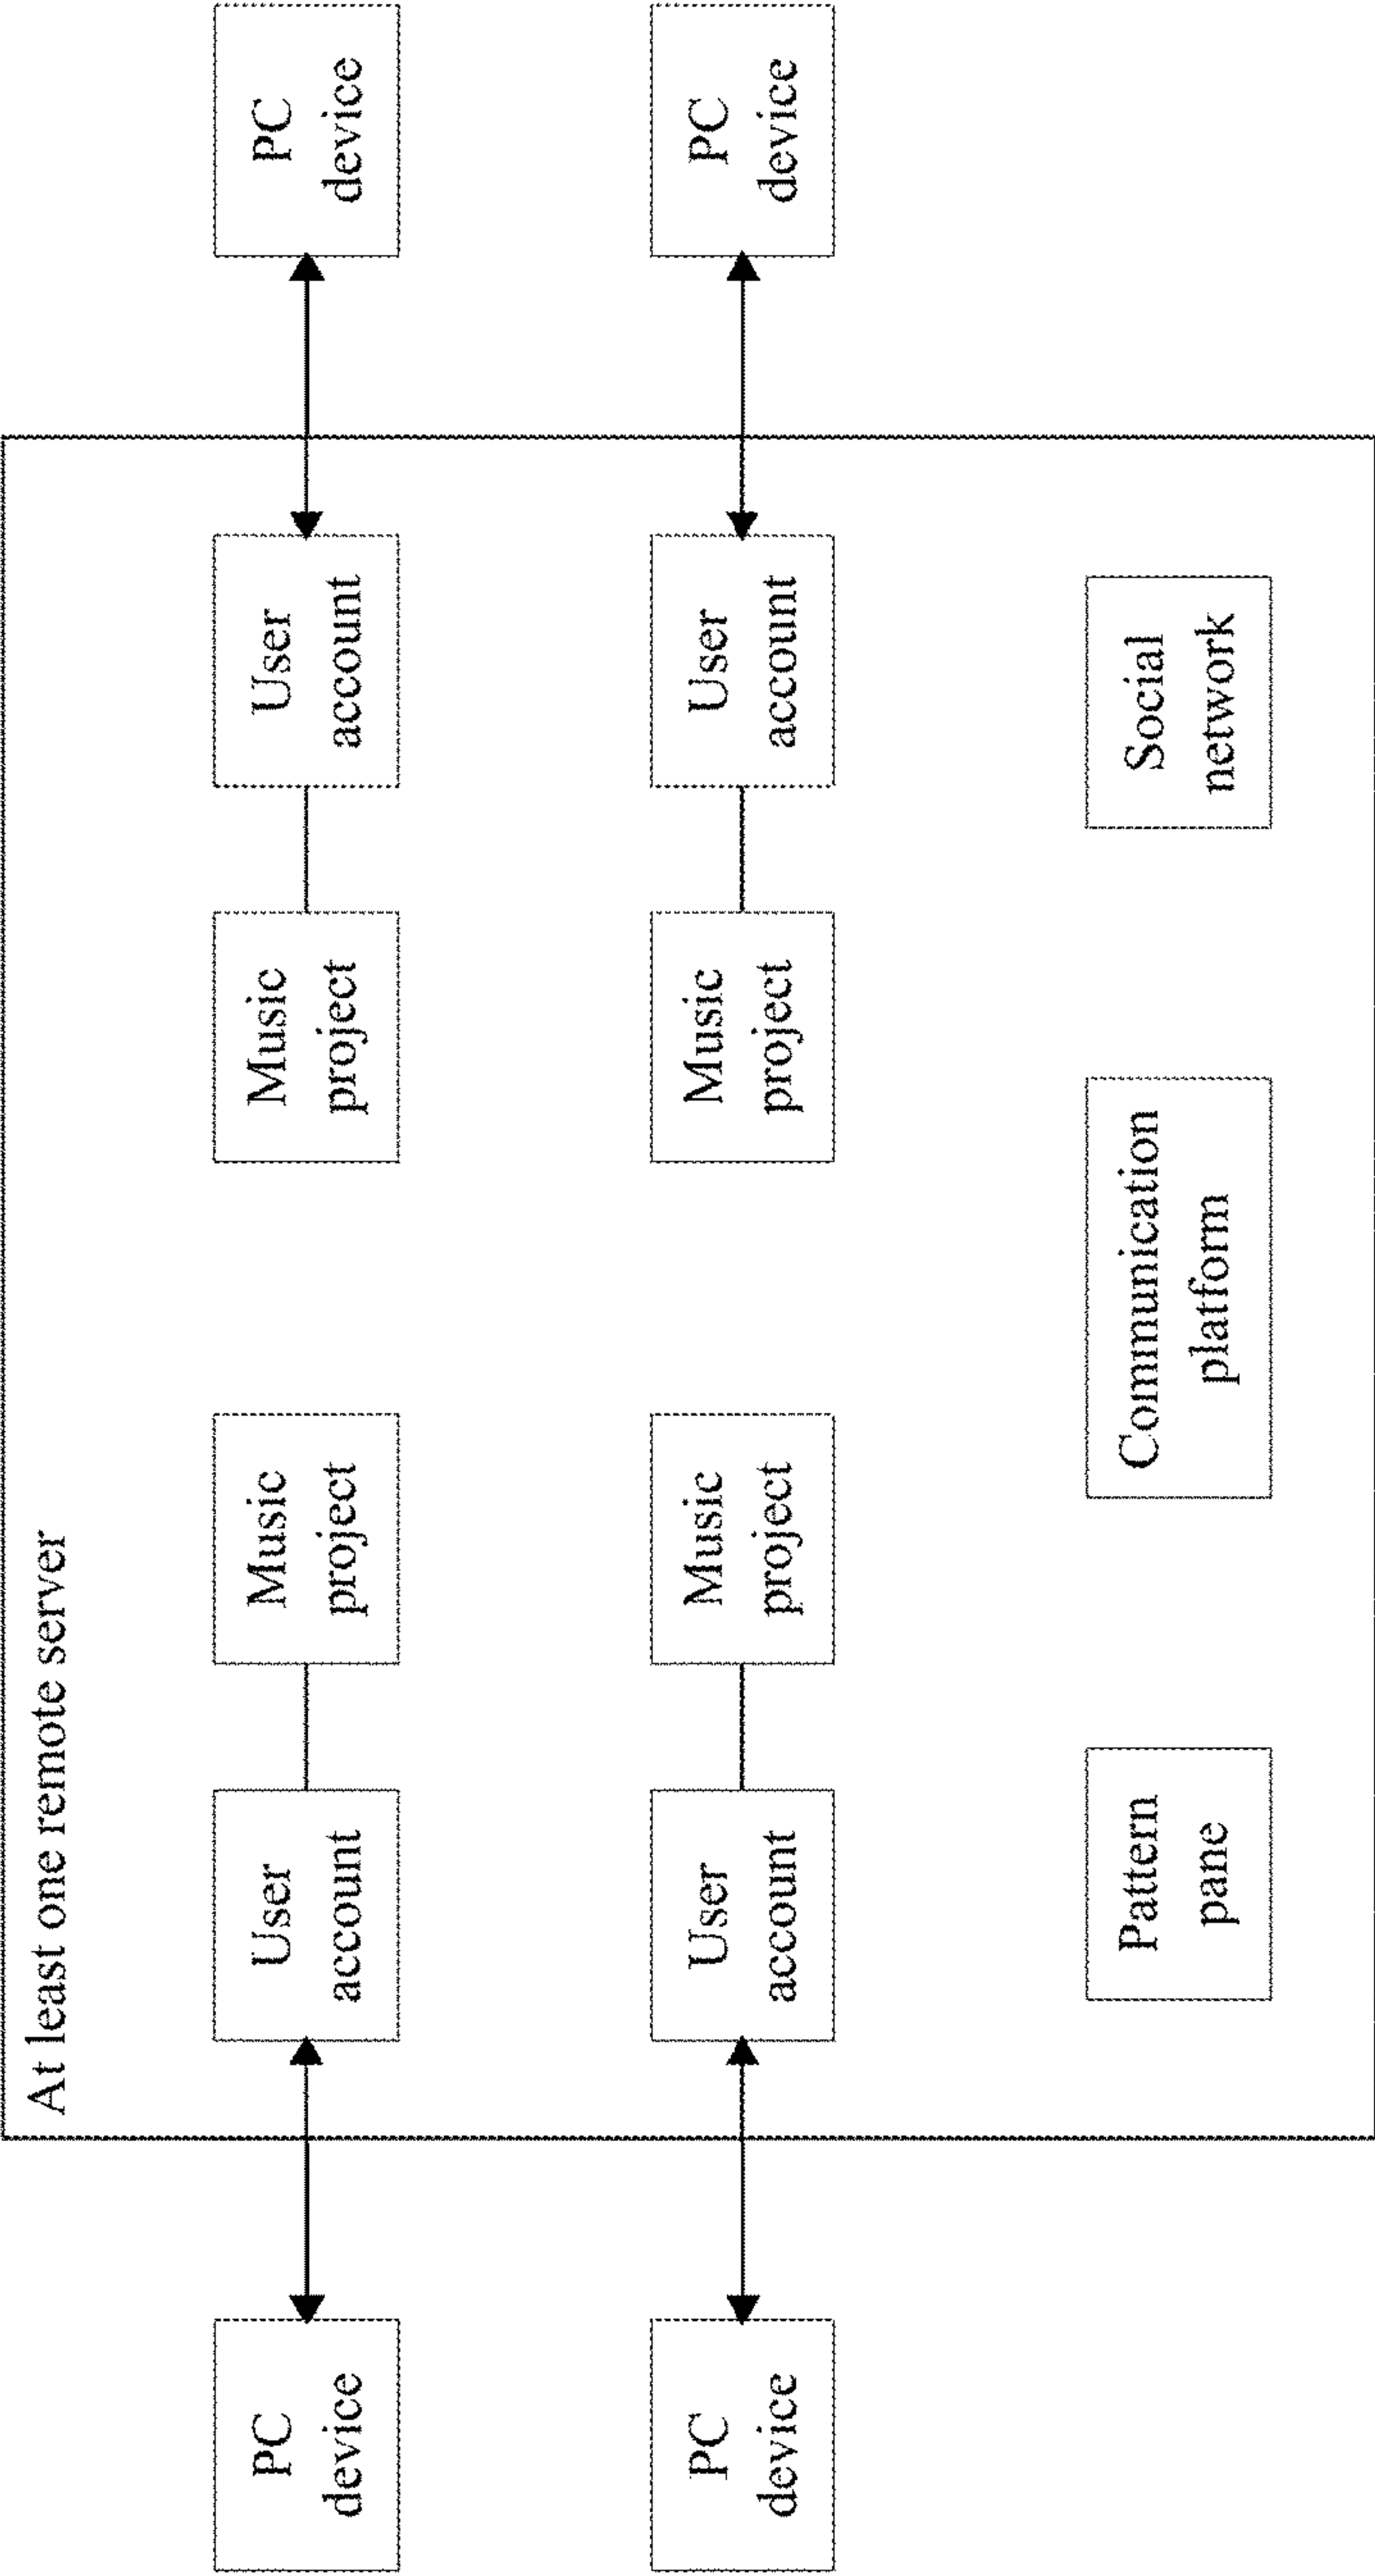 At least one remote server
PC
device
User
account
Music
project
Music
project
User
account
PC
device
PC
device
User
account
Music
project
Music
project
User
account
PC
device
Pattern
pane
Communication
platform
Social
network